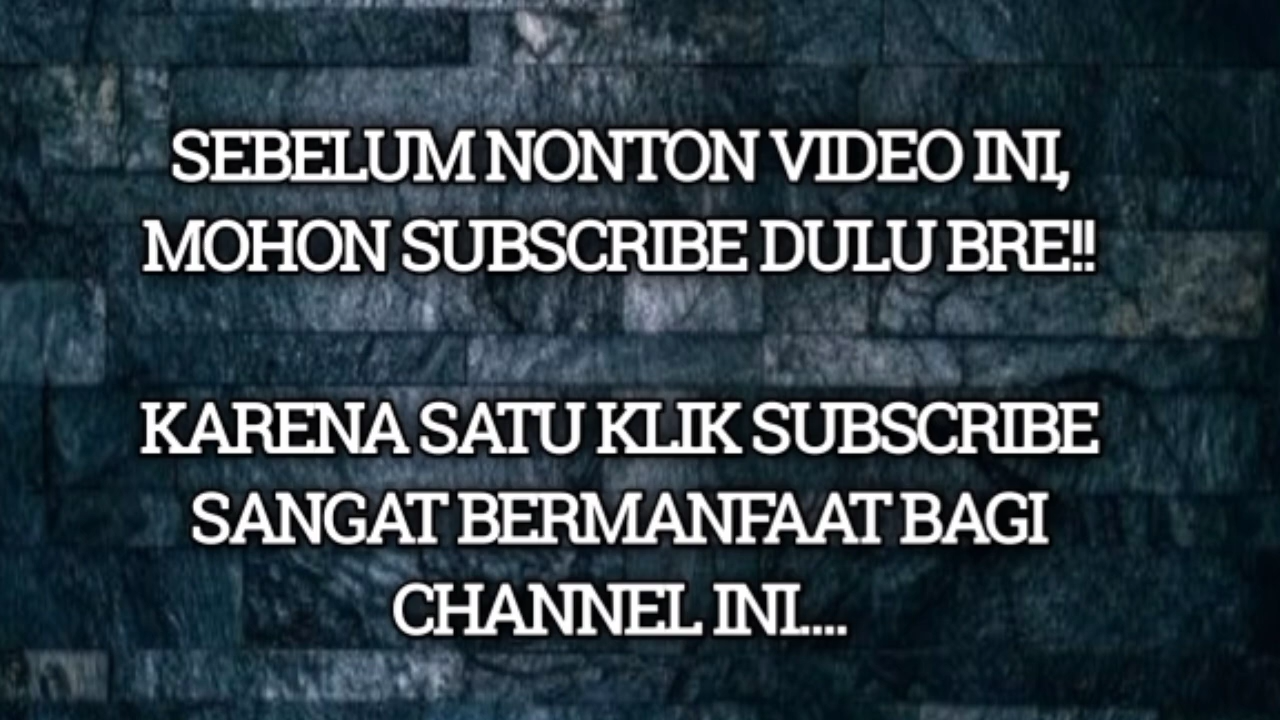 SEBELUM NONTON VIDEO INI,
MOHON SUBSCRIBE DULU BRE!!
KARENA SATU KLIK SUBSCRIBE
SANGAT BERMANFAAT BAGI
CHANNEL INI....